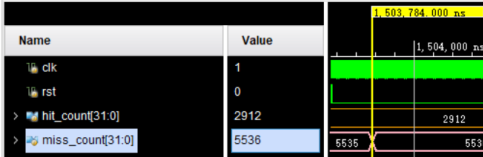 1,503,784.000 ns
Name Value
1,504,000 ns
clk 1
rst 0
hit_count[31:0] 2912 2912
miss_count[31:0] 5536 5535 553